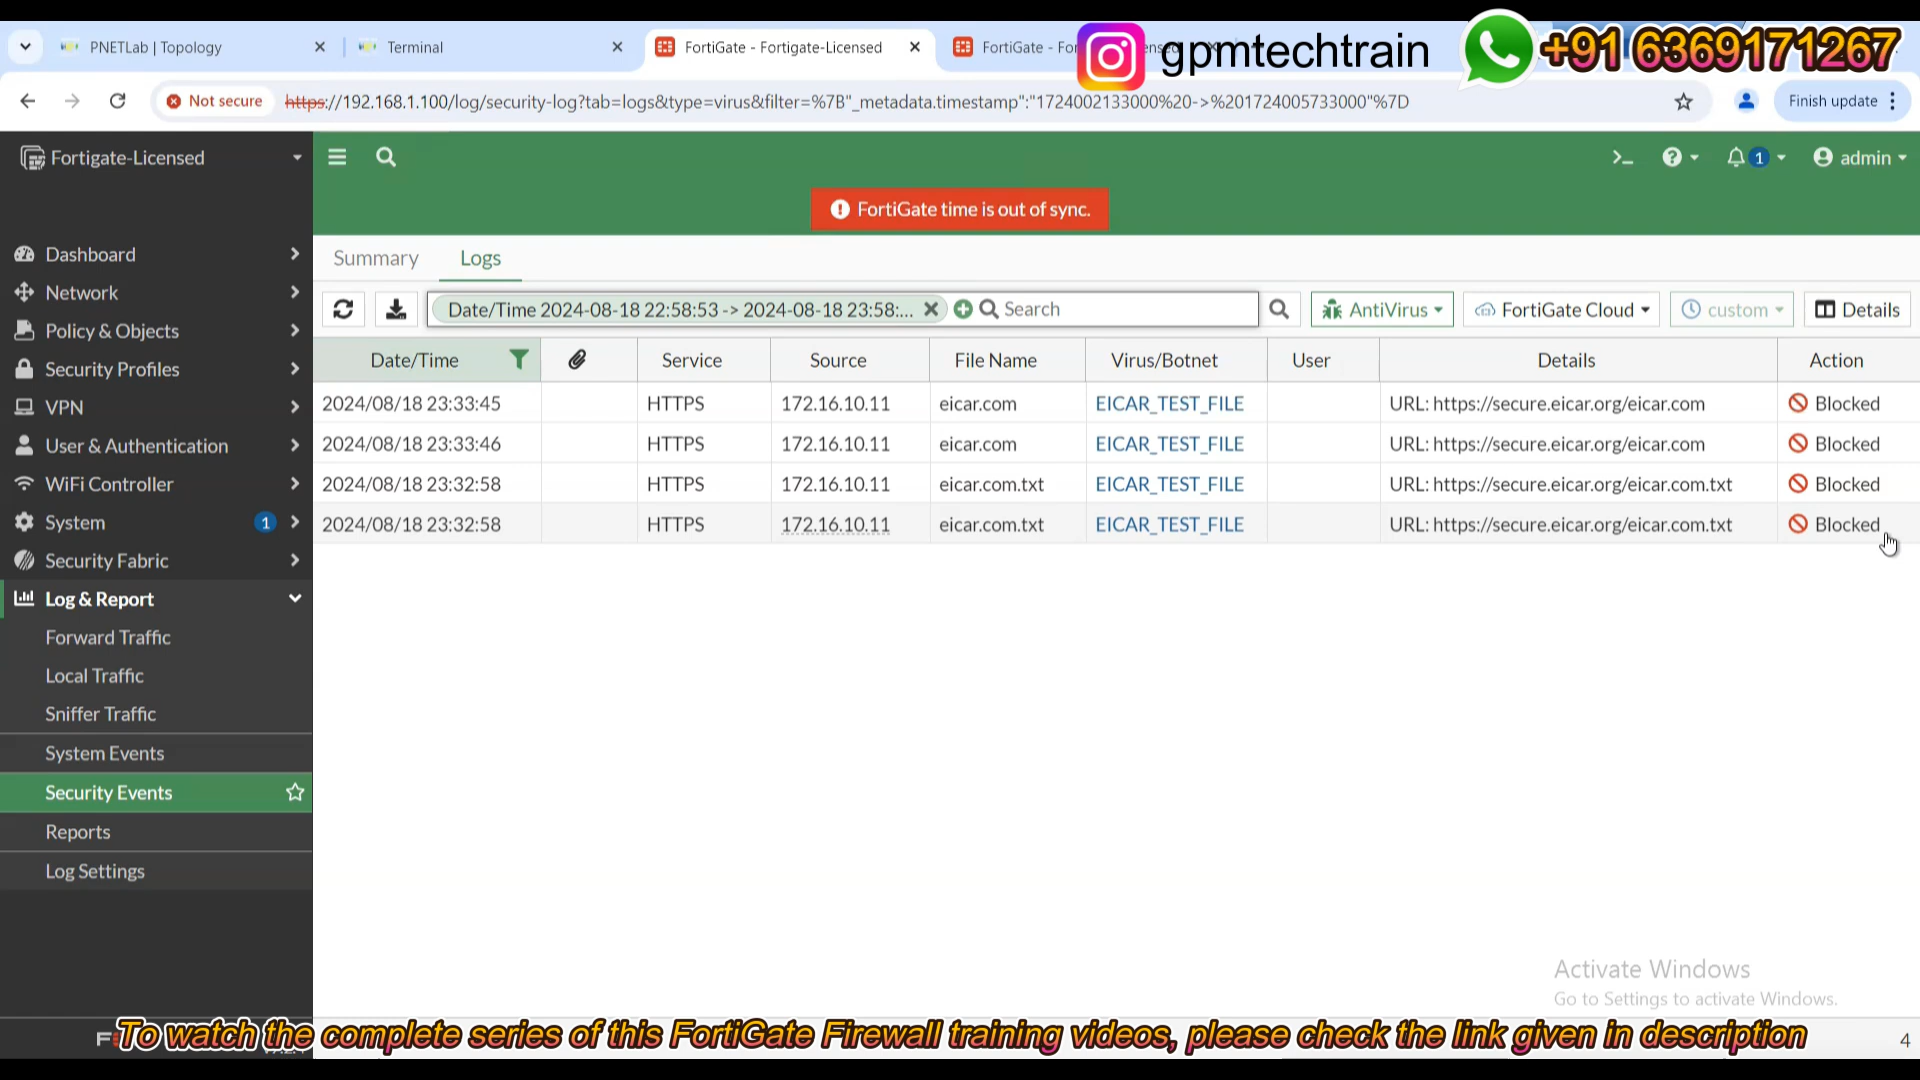 PNETLab | Topology
Terminal
FortiGate - Fortigate-Licensed
FortiGate - For
gpmtechtrain
+91 6369171267
Not secure
https://192.168.1.100/log/security-log?tab=logs&type=virus&filter=%7B"_metadata.timestamp":"1724002133000%20->%201724005733000"%7D
Finish update
Fortigate-Licensed
1
admin
FortiGate time is out of sync.
Dashboard
Network
Policy & Objects
Security Profiles
VPN
User & Authentication
WiFi Controller
System 1
Security Fabric
Log & Report
Forward Traffic
Local Traffic
Sniffer Traffic
System Events
Security Events
Reports
Log Settings
Summary Logs
Date/Time 2024-08-18 22:58:53 -> 2024-08-18 23:58:... Search AntiVirus FortiGate Cloud custom Details
Date/Time Service Source File Name Virus/Botnet User Details Action
2024/08/18 23:33:45 HTTPS 172.16.10.11 eicar.com EICAR_TEST_FILE URL: https://secure.eicar.org/eicar.com Blocked
2024/08/18 23:33:46 HTTPS 172.16.10.11 eicar.com EICAR_TEST_FILE URL: https://secure.eicar.org/eicar.com Blocked
2024/08/18 23:32:58 HTTPS 172.16.10.11 eicar.com.txt EICAR_TEST_FILE URL: https://secure.eicar.org/eicar.com.txt Blocked
2024/08/18 23:32:58 HTTPS 172.16.10.11 eicar.com.txt EICAR_TEST_FILE URL: https://secure.eicar.org/eicar.com.txt Blocked
Activate Windows
Go to Settings to activate Windows.
To watch the complete series of this FortiGate Firewall training videos, please check the link given in description
4